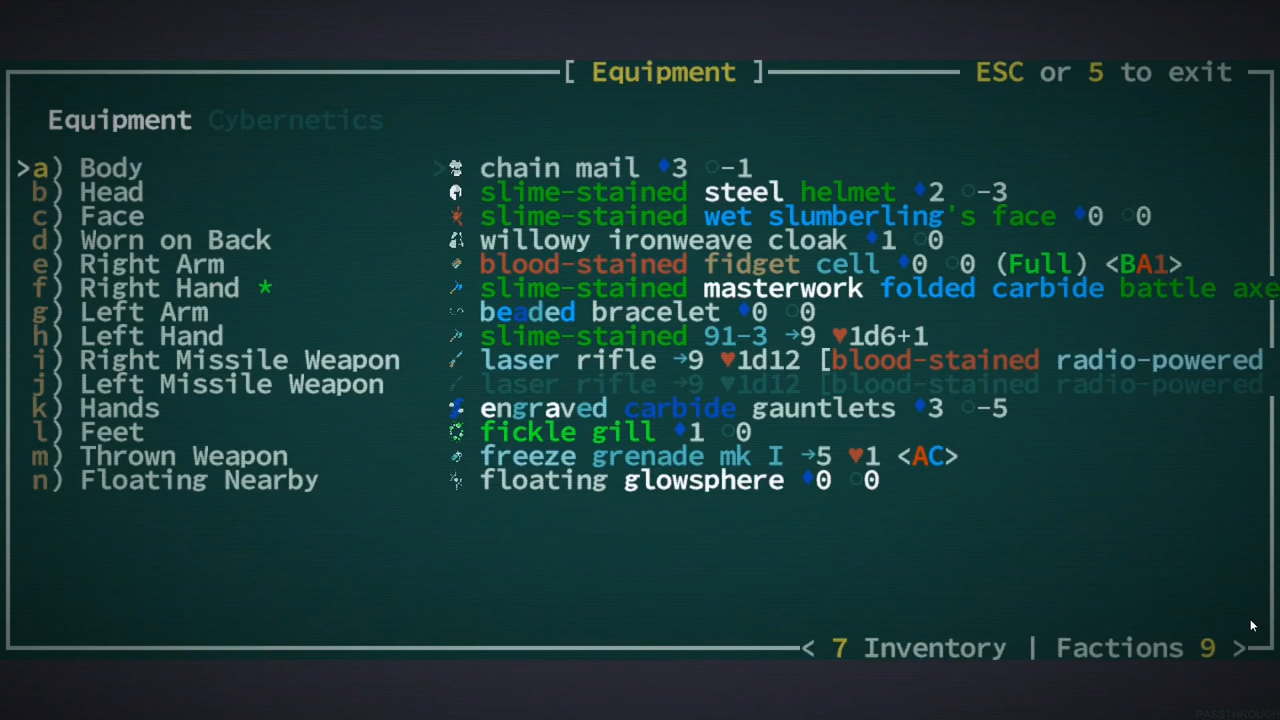 [ Equipment ] ESC or 5 to exit
Equipment Cybernetics
>a) Body > chain mail ♦3 ○-1
b) Head slime-stained steel helmet ♦2 ○-3
c) Face slime-stained wet slumberling's face ♦0 ○0
d) Worn on Back willowy ironweave cloak ♦1 ○0
e) Right Arm blood-stained fidget cell ♦0 ○0 (Full) <BA1>
f) Right Hand * slime-stained masterwork folded carbide battle axe
g) Left Arm beaded bracelet ♦0 ○0
h) Left Hand slime-stained 91-3 →9 ♥1d6+1
i) Right Missile Weapon laser rifle →9 ♥1d12 [blood-stained radio-powered
j) Left Missile Weapon laser rifle →9 ♥1d12 [blood-stained radio-powered
k) Hands engraved carbide gauntlets ♦3 ○-5
l) Feet fickle gill ♦1 ○0
m) Thrown Weapon freeze grenade mk I →5 ♥1 <AC>
n) Floating Nearby floating glowsphere ♦0 ○0
< 7 Inventory | Factions 9 >